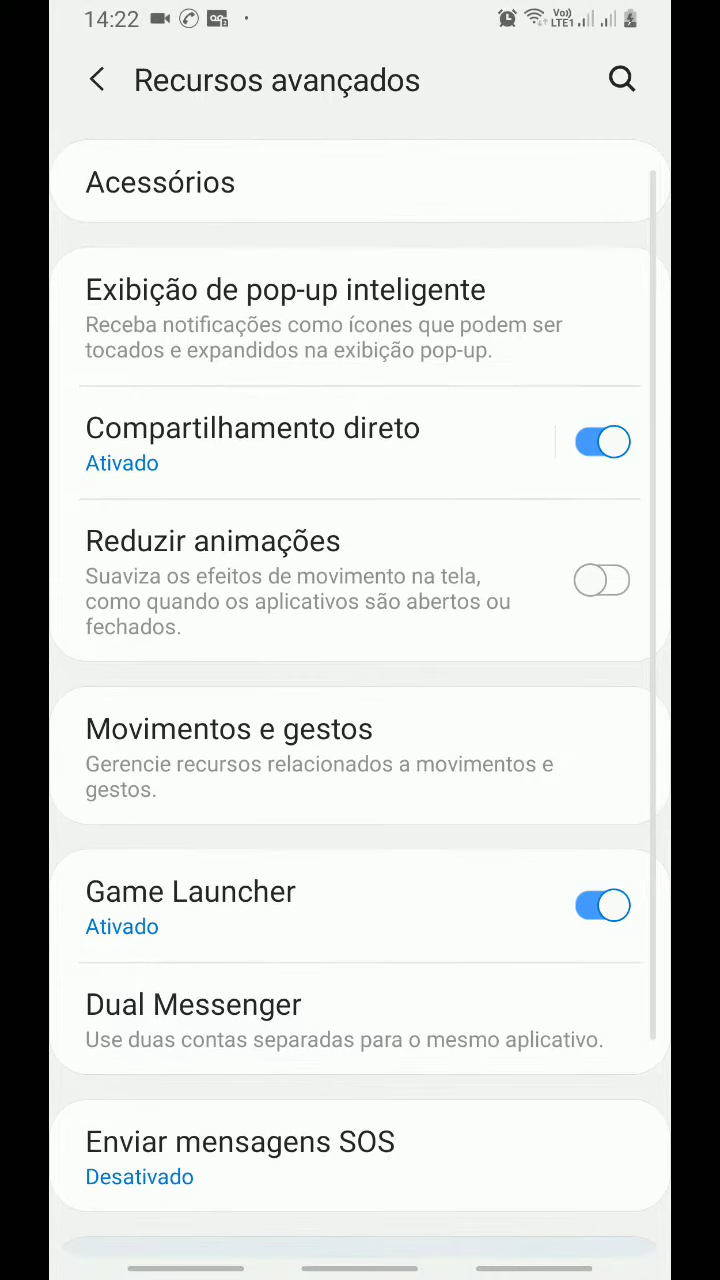 14:22
Vo))
LTE1
Recursos avançados
Acessórios
Exibição de pop-up inteligente
Receba notificações como ícones que podem ser
tocados e expandidos na exibição pop-up.
Compartilhamento direto
Ativado
Reduzir animações
Suaviza os efeitos de movimento na tela,
como quando os aplicativos são abertos ou
fechados.
Movimentos e gestos
Gerencie recursos relacionados a movimentos e
gestos.
Game Launcher
Ativado
Dual Messenger
Use duas contas separadas para o mesmo aplicativo.
Enviar mensagens SOS
Desativado